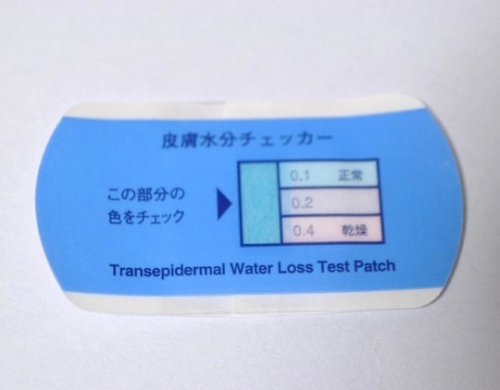 皮膚水分チェッカー
この部分の
色をチェック
0.1 正常
0.2
0.4 乾燥
Transepidermal Water Loss Test Patch